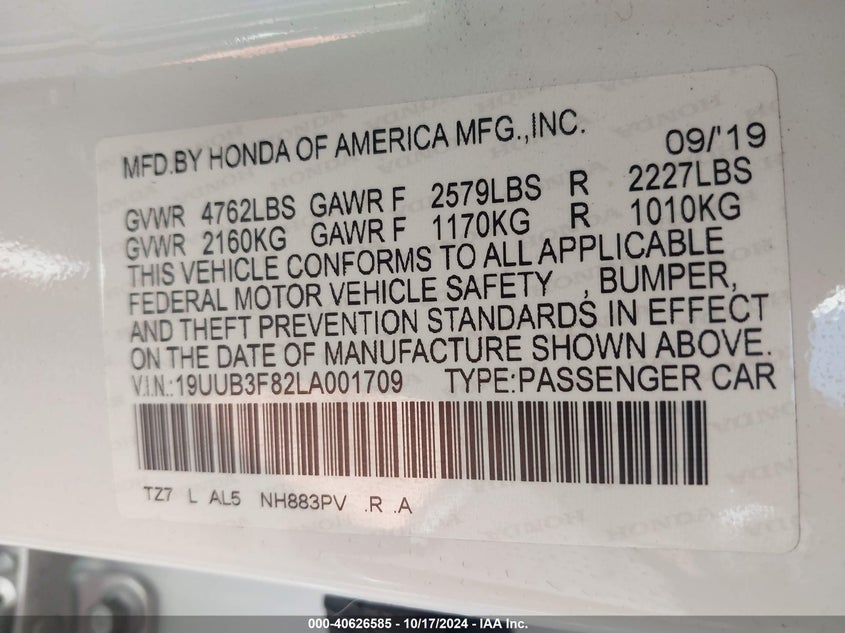 MFD.BY HONDA OF AMERICA MFG.,INC. 09/'19
GVWR 4762LBS GAWR F 2579LBS R 2227LBS
GVWR 2160KG GAWR F 1170KG R 1010KG
THIS VEHICLE CONFORMS TO ALL APPLICABLE
FEDERAL MOTOR VEHICLE SAFETY , BUMPER,
AND THEFT PREVENTION STANDARDS IN EFFECT
ON THE DATE OF MANUFACTURE SHOWN ABOVE.
V.I.N.:19UUB3F82LA001709 TYPE:PASSENGER CAR
TZ7 L AL5 NH883PV .R .A
000-40626585 - 10/17/2024 - IAA Inc.